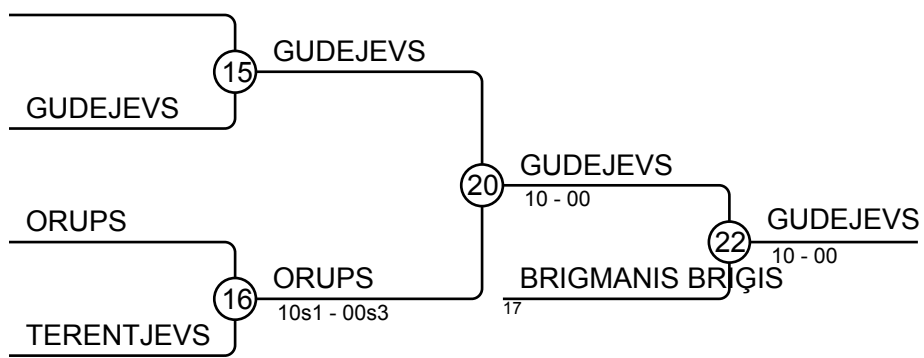 GUDEJEVS
15
GUDEJEVS
GUDEJEVS
20
10 - 00
ORUPS
GUDEJEVS
22
10 - 00
ORUPS
16
10s1 - 00s3
BRIGMANIS BRIĢIS
17
TERENTJEVS